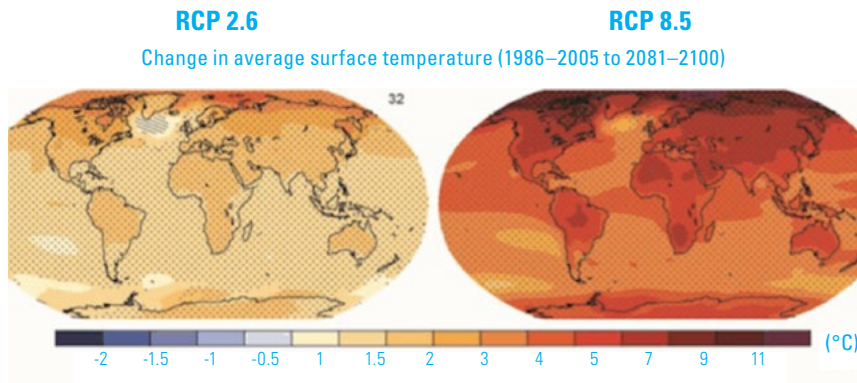 RCP 2.6 RCP 8.5
Change in average surface temperature (1986–2005 to 2081–2100)
32
-2 -1.5 -1 -0.5 1 1.5 2 3 4 5 7 9 11 (°C)